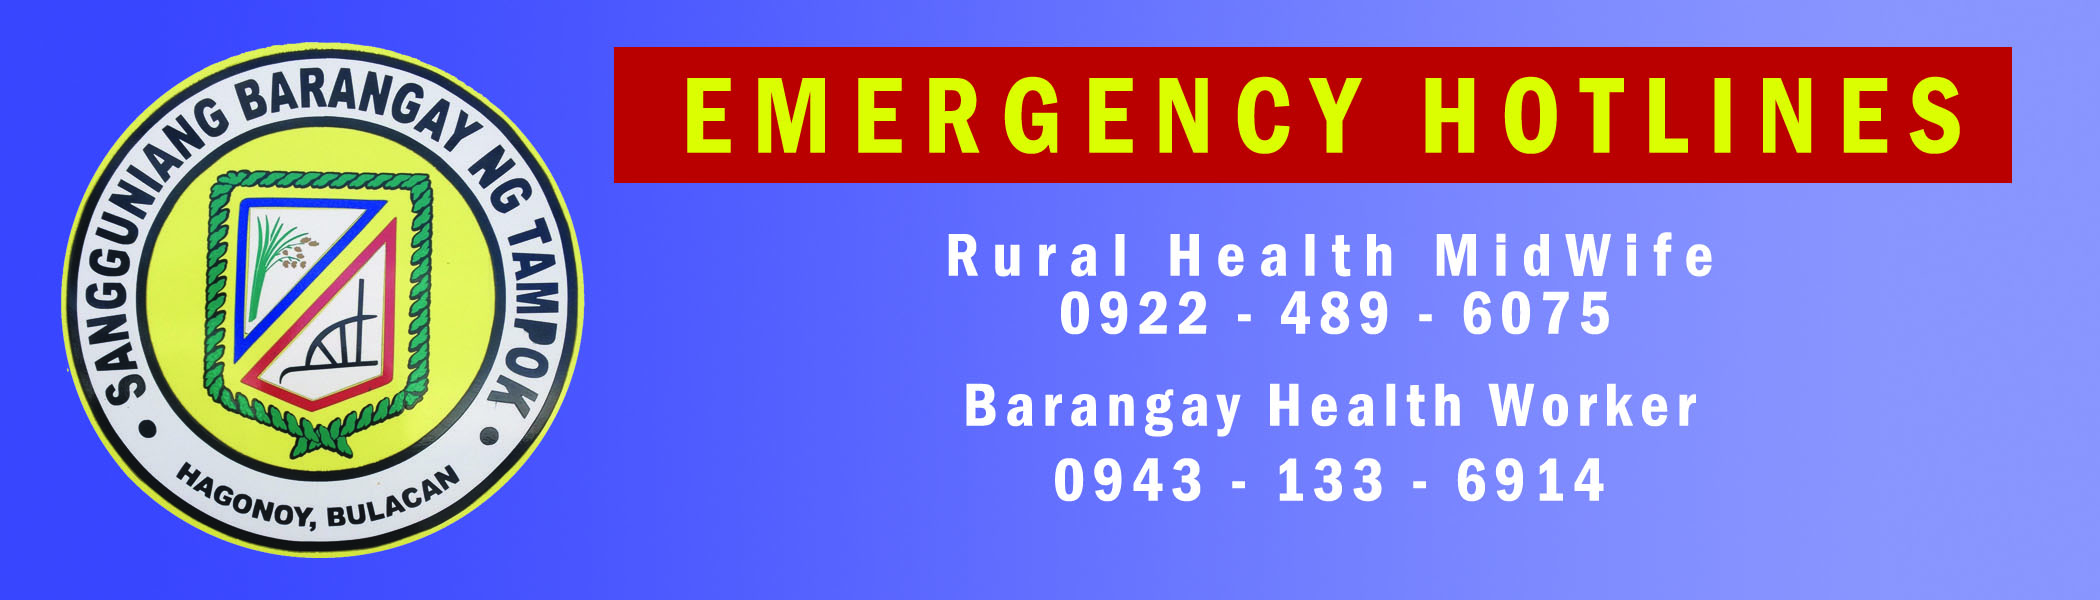 SANGGUNIANG BARANGAY NG TAMPOK
HAGONOY, BULACAN
EMERGENCY HOTLINES
Rural Health MidWife
0922 - 489 - 6075
Barangay Health Worker
0943 - 133 - 6914